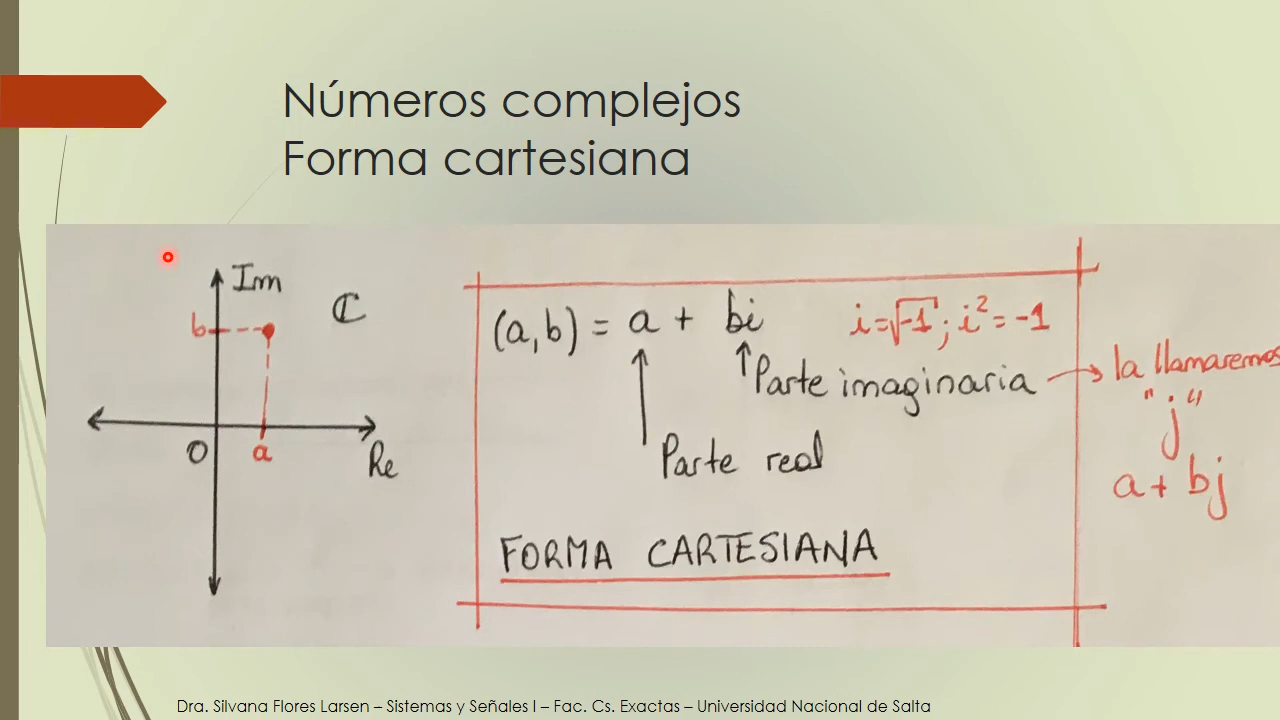 Números complejos
Forma cartesiana
Im
ℂ
b
O
a
Re
(a,b) = a + bi
i=√-1; i²=-1
Parte imaginaria
la llamaremos
"j"
a + bj
Parte real
FORMA CARTESIANA
Dra. Silvana Flores Larsen – Sistemas y Señales I – Fac. Cs. Exactas – Universidad Nacional de Salta